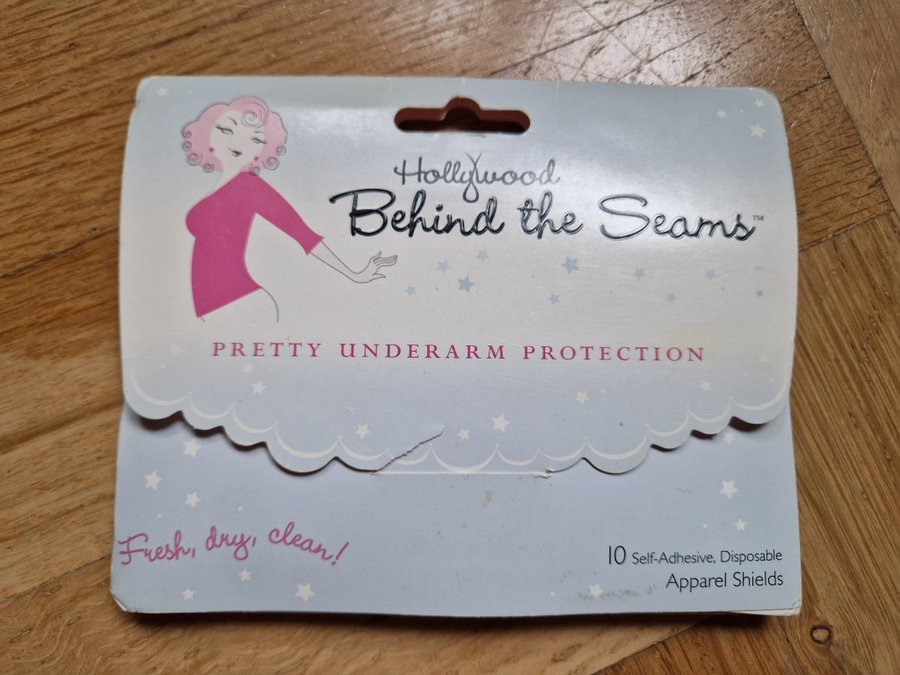 Hollywood
Behind the Seams™
PRETTY UNDERARM PROTECTION
Fresh, dry, clean!
10 Self-Adhesive, Disposable
Apparel Shields